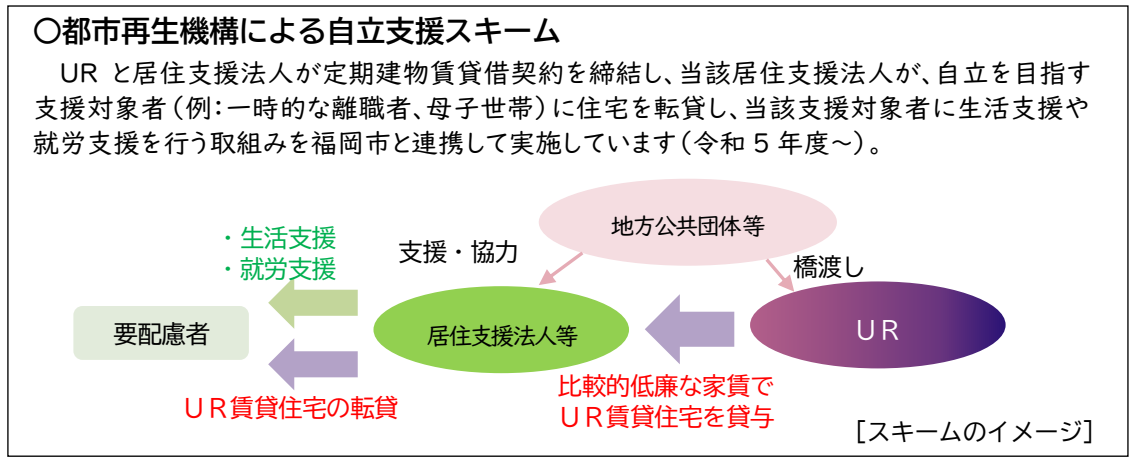 〇都市再生機構による自立支援スキーム
UR と居住支援法人が定期建物賃貸借契約を締結し、当該居住支援法人が、自立を目指す
支援対象者(例:一時的な離職者、母子世帯)に住宅を転貸し、当該支援対象者に生活支援や
就労支援を行う取組みを福岡市と連携して実施しています(令和 5 年度~)。
地方公共団体等
・生活支援
・就労支援
支援・協力
橋渡し
要配慮者
居住支援法人等
UR
UR賃貸住宅の転貸
比較的低廉な家賃で
UR賃貸住宅を貸与
[スキームのイメージ]